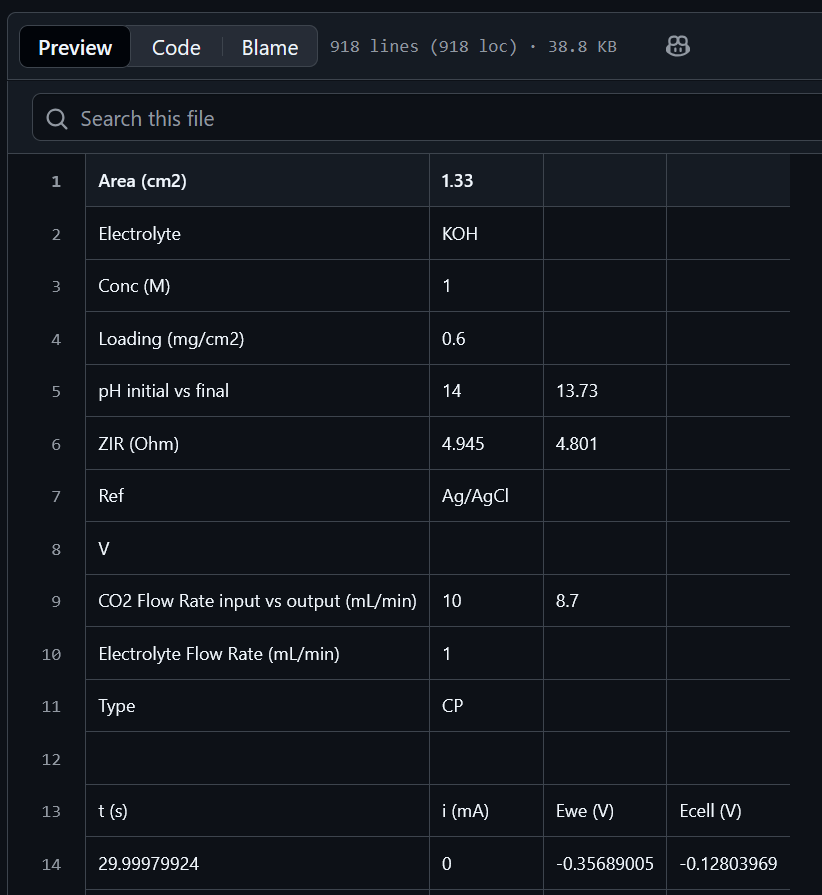 Preview Code Blame 918 lines (918 loc) · 38.8 KB
Search this file
1 Area (cm2) 1.33
2 Electrolyte KOH
3 Conc (M) 1
4 Loading (mg/cm2) 0.6
5 pH initial vs final 14 13.73
6 ZIR (Ohm) 4.945 4.801
7 Ref Ag/AgCl
8 V
9 CO2 Flow Rate input vs output (mL/min) 10 8.7
10 Electrolyte Flow Rate (mL/min) 1
11 Type CP
12
13 t (s) i (mA) Ewe (V) Ecell (V)
14 29.99979924 0 -0.35689005 -0.12803969